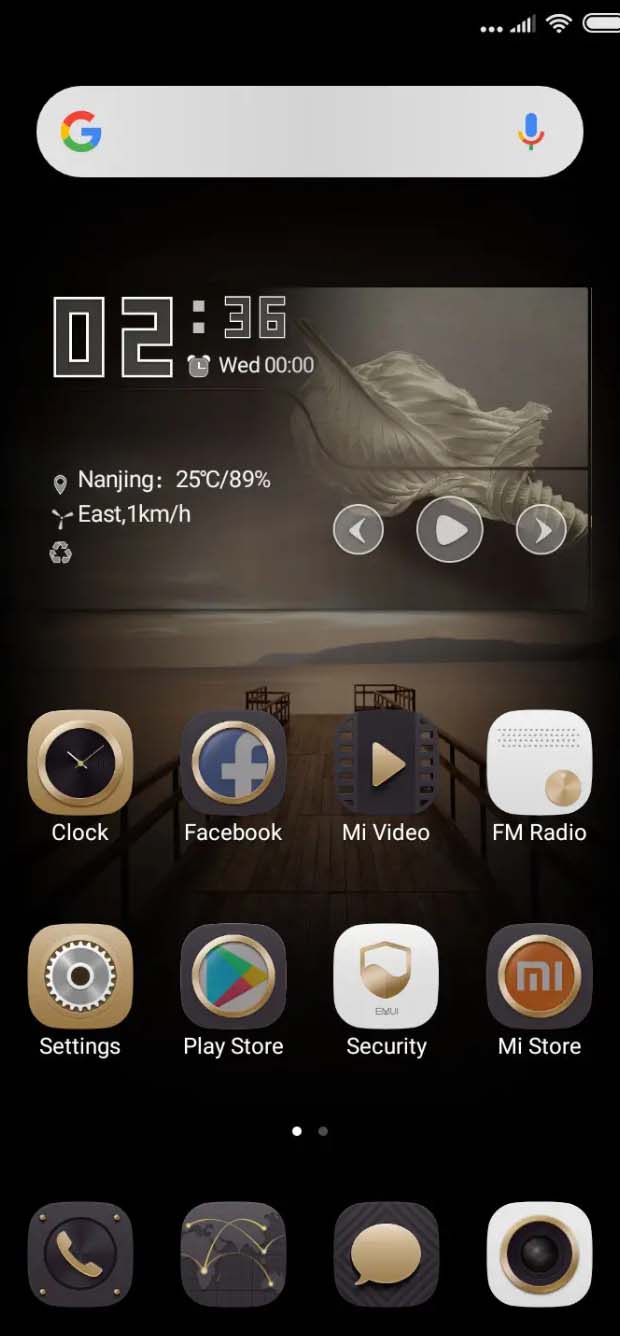 02:36
Wed 00:00
Nanjing: 25℃/89%
East,1km/h
Clock
Facebook
Mi Video
FM Radio
EMUI
Settings
Play Store
Security
Mi Store